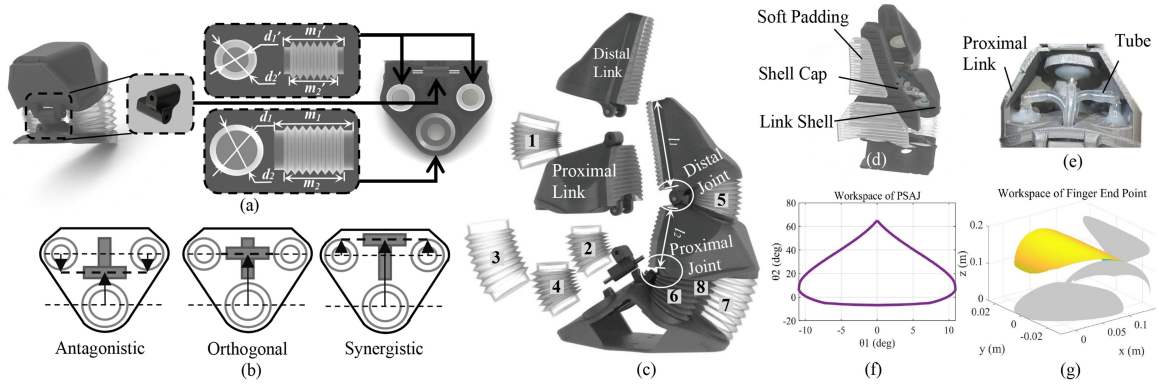 d1'
m1'
d2'
m2'
d1
m1
d2
m2
(a)
Antagonistic
Orthogonal
Synergistic
(b)
Distal
Link
1
Proximal
Link
2
3
4
l1
Distal
Joint
5
l2
Proximal
Joint
6
8
7
(c)
Soft Padding
Shell Cap
Link Shell
(d)
Proximal
Link
Tube
(e)
Workspace of PSAJ
θ2 (deg)
80
60
40
20
0
-20
-10
-5
0
5
10
θ1 (deg)
(f)
Workspace of Finger End Point
z (m)
0.2
0.1
0
0.02
0
-0.02
y (m)
0
0.05
0.1
x (m)
(g)